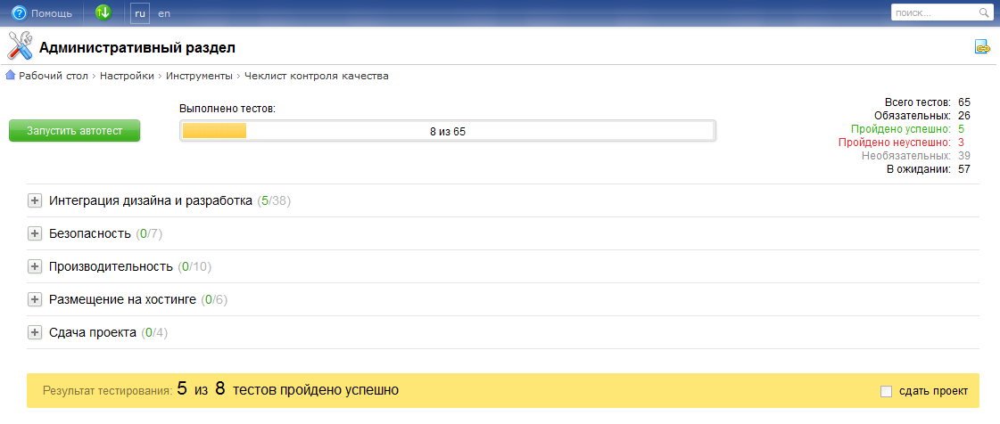 Помощь ru en поиск...
Административный раздел
Рабочий стол › Настройки › Инструменты › Чеклист контроля качества
Запустить автотест
Выполнено тестов:
8 из 65
Всего тестов: 65
Обязательных: 26
Пройдено успешно: 5
Пройдено неуспешно: 3
Необязательных: 39
В ожидании: 57
Интеграция дизайна и разработка (5/38)
Безопасность (0/7)
Производительность (0/10)
Размещение на хостинге (0/6)
Сдача проекта (0/4)
Результат тестирования: 5 из 8 тестов пройдено успешно сдать проект